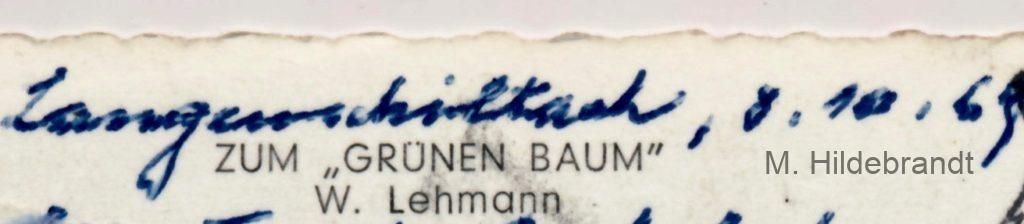 Langenschiltach, 8.10.69
ZUM „GRÜNEN BAUM”
W. Lehmann
M. Hildebrandt